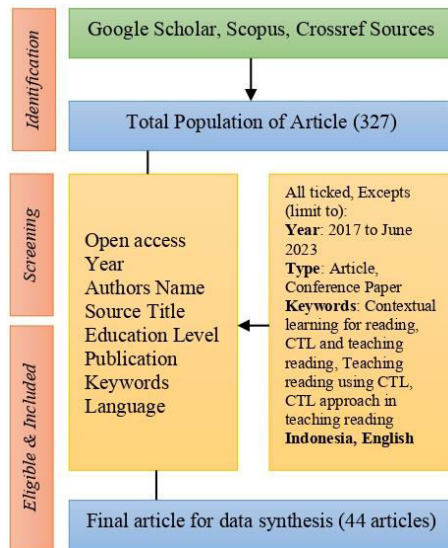 Identification
Google Scholar, Scopus, Crossref Sources
Total Population of Article (327)
Screening
Open access
Year
Authors Name
Source Title
Education Level
Publication
Keywords
Language
All ticked, Excepts
(limit to):
Year: 2017 to June
2023
Type: Article,
Conference Paper
Keywords: Contextual
learning for reading,
CTL and teaching
reading, Teaching
reading using CTL,
CTL approach in
teaching reading
Indonesia, English
Eligible & Included
Final article for data synthesis (44 articles)